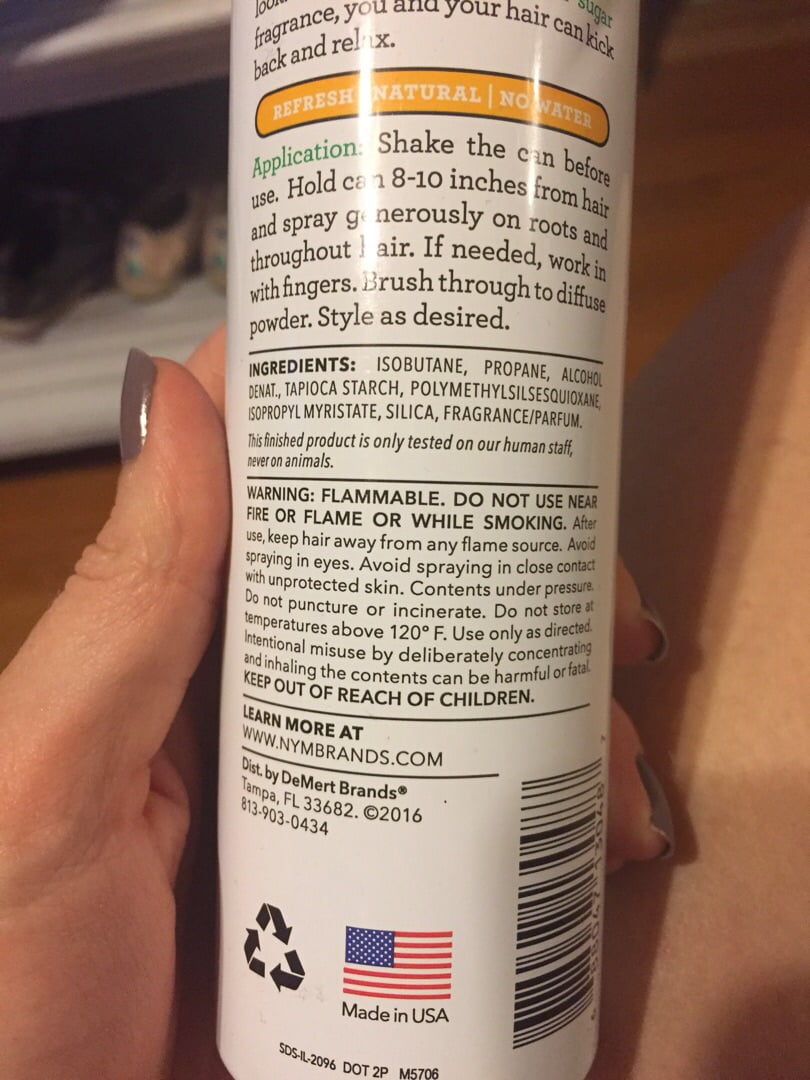 fragrance, you and your hair can kick
back and relax.
REFRESH | NATURAL | NO WATER
Application: Shake the can before
use. Hold can 8-10 inches from hair
and spray generously on roots and
throughout hair. If needed, work in
with fingers. Brush through to diffuse
powder. Style as desired.
INGREDIENTS: ISOBUTANE, PROPANE, ALCOHOL
DENAT., TAPIOCA STARCH, POLYMETHYLSILSESQUIOXANE,
ISOPROPYL MYRISTATE, SILICA, FRAGRANCE/PARFUM.
This finished product is only tested on our human staff,
never on animals.
WARNING: FLAMMABLE. DO NOT USE NEAR
FIRE OR FLAME OR WHILE SMOKING. After
use, keep hair away from any flame source. Avoid
spraying in eyes. Avoid spraying in close contact
with unprotected skin. Contents under pressure.
Do not puncture or incinerate. Do not store at
temperatures above 120° F. Use only as directed.
Intentional misuse by deliberately concentrating
and inhaling the contents can be harmful or fatal.
KEEP OUT OF REACH OF CHILDREN.
LEARN MORE AT
WWW.NYMBRANDS.COM
Dist. by DeMert Brands®
Tampa, FL 33682. ©2016
813-903-0434
Made in USA
SDS-IL-2096 DOT 2P M5706